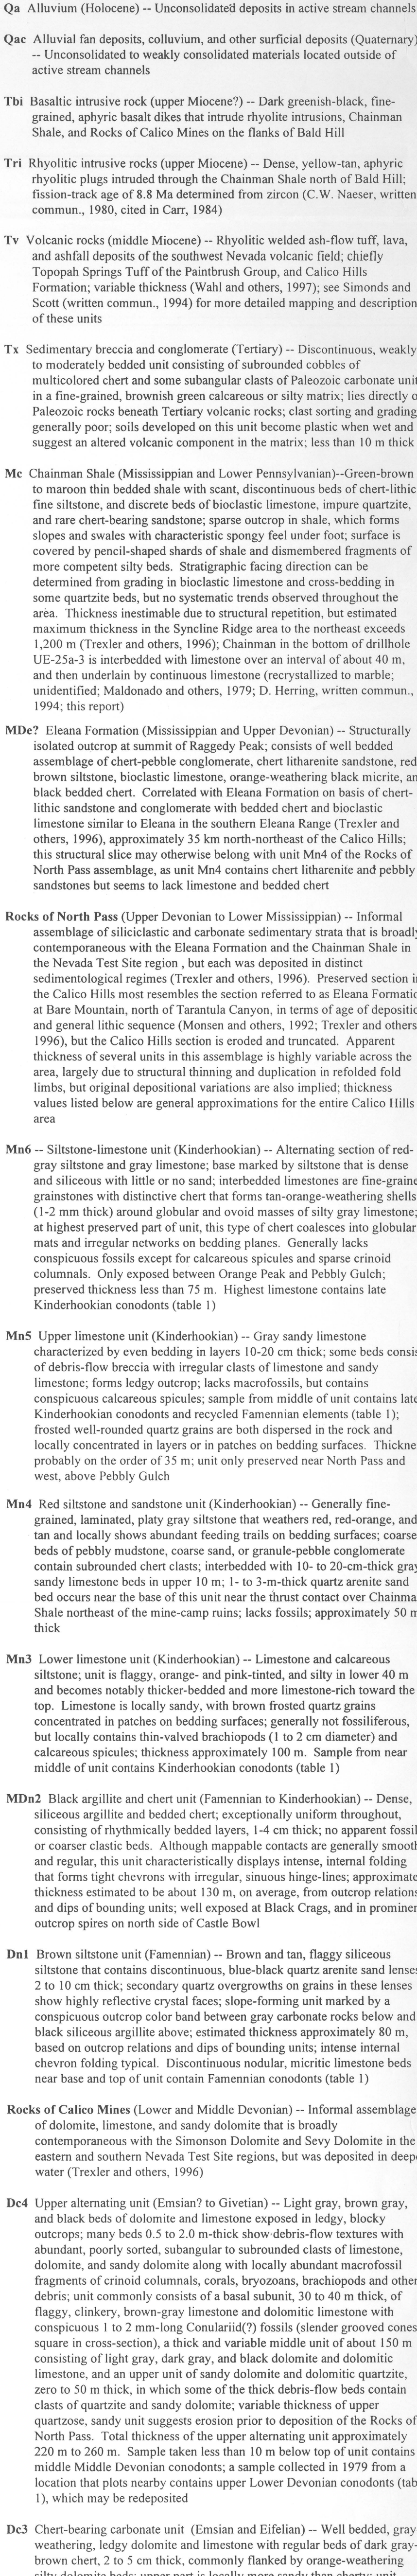 Qa Alluvium (Holocene) -- Unconsolidated deposits in active stream channels
Qac Alluvial fan deposits, colluvium, and other surficial deposits (Quaternary)
-- Unconsolidated to weakly consolidated materials located outside of
active stream channels
Tbi Basaltic intrusive rock (upper Miocene?) -- Dark greenish-black, fine-
grained, aphyric basalt dikes that intrude rhyolite intrusions, Chainman
Shale, and Rocks of Calico Mines on the flanks of Bald Hill
Tri Rhyolitic intrusive rocks (upper Miocene) -- Dense, yellow-tan, aphyric
rhyolitic plugs intruded through the Chainman Shale north of Bald Hill;
fission-track age of 8.8 Ma determined from zircon (C.W. Naeser, written
commun., 1980, cited in Carr, 1984)
Tv Volcanic rocks (middle Miocene) -- Rhyolitic welded ash-flow tuff, lava,
and ashfall deposits of the southwest Nevada volcanic field; chiefly
Topopah Springs Tuff of the Paintbrush Group, and Calico Hills
Formation; variable thickness (Wahl and others, 1997); see Simonds and
Scott (written commun., 1994) for more detailed mapping and description
of these units
Tx Sedimentary breccia and conglomerate (Tertiary) -- Discontinuous, weakly
to moderately bedded unit consisting of subrounded cobbles of
multicolored chert and some subangular clasts of Paleozoic carbonate unit
in a fine-grained, brownish green calcareous or silty matrix; lies directly o
Paleozoic rocks beneath Tertiary volcanic rocks; clast sorting and grading
generally poor; soils developed on this unit become plastic when wet and
suggest an altered volcanic component in the matrix; less than 10 m thick
Mc Chainman Shale (Mississippian and Lower Pennsylvanian)--Green-brown
to maroon thin bedded shale with scant, discontinuous beds of chert-lithic
fine siltstone, and discrete beds of bioclastic limestone, impure quartzite,
and rare chert-bearing sandstone; sparse outcrop in shale, which forms
slopes and swales with characteristic spongy feel under foot; surface is
covered by pencil-shaped shards of shale and dismembered fragments of
more competent silty beds. Stratigraphic facing direction can be
determined from grading in bioclastic limestone and cross-bedding in
some quartzite beds, but no systematic trends observed throughout the
area. Thickness inestimable due to structural repetition, but estimated
maximum thickness in the Syncline Ridge area to the northeast exceeds
1,200 m (Trexler and others, 1996); Chainman in the bottom of drillhole
UE-25a-3 is interbedded with limestone over an interval of about 40 m,
and then underlain by continuous limestone (recrystallized to marble;
unidentified; Maldonado and others, 1979; D. Herring, written commun.,
1994; this report)
MDe? Eleana Formation (Mississippian and Upper Devonian) -- Structurally
isolated outcrop at summit of Raggedy Peak; consists of well bedded
assemblage of chert-pebble conglomerate, chert litharenite sandstone, red
brown siltstone, bioclastic limestone, orange-weathering black micrite, an
black bedded chert. Correlated with Eleana Formation on basis of chert-
lithic sandstone and conglomerate with bedded chert and bioclastic
limestone similar to Eleana in the southern Eleana Range (Trexler and
others, 1996), approximately 35 km north-northeast of the Calico Hills;
this structural slice may otherwise belong with unit Mn4 of the Rocks of
North Pass assemblage, as unit Mn4 contains chert litharenite and pebbly
sandstones but seems to lack limestone and bedded chert
Rocks of North Pass (Upper Devonian to Lower Mississippian) -- Informal
assemblage of siliciclastic and carbonate sedimentary strata that is broadly
contemporaneous with the Eleana Formation and the Chainman Shale in
the Nevada Test Site region , but each was deposited in distinct
sedimentological regimes (Trexler and others, 1996). Preserved section i
the Calico Hills most resembles the section referred to as Eleana Formatio
at Bare Mountain, north of Tarantula Canyon, in terms of age of depositio
and general lithic sequence (Monsen and others, 1992; Trexler and others
1996), but the Calico Hills section is eroded and truncated. Apparent
thickness of several units in this assemblage is highly variable across the
area, largely due to structural thinning and duplication in refolded fold
limbs, but original depositional variations are also implied; thickness
values listed below are general approximations for the entire Calico Hills
area
Mn6 -- Siltstone-limestone unit (Kinderhookian) -- Alternating section of red-
gray siltstone and gray limestone; base marked by siltstone that is dense
and siliceous with little or no sand; interbedded limestones are fine-graine
grainstones with distinctive chert that forms tan-orange-weathering shells
(1-2 mm thick) around globular and ovoid masses of silty gray limestone;
at highest preserved part of unit, this type of chert coalesces into globular
mats and irregular networks on bedding planes. Generally lacks
conspicuous fossils except for calcareous spicules and sparse crinoid
columnals. Only exposed between Orange Peak and Pebbly Gulch;
preserved thickness less than 75 m. Highest limestone contains late
Kinderhookian conodonts (table 1)
Mn5 Upper limestone unit (Kinderhookian) -- Gray sandy limestone
characterized by even bedding in layers 10-20 cm thick; some beds consis
of debris-flow breccia with irregular clasts of limestone and sandy
limestone; forms ledgy outcrop; lacks macrofossils, but contains
conspicuous calcareous spicules; sample from middle of unit contains late
Kinderhookian conodonts and recycled Famennian elements (table 1);
frosted well-rounded quartz grains are both dispersed in the rock and
locally concentrated in layers or in patches on bedding surfaces. Thickne
probably on the order of 35 m; unit only preserved near North Pass and
west, above Pebbly Gulch
Mn4 Red siltstone and sandstone unit (Kinderhookian) -- Generally fine-
grained, laminated, platy gray siltstone that weathers red, red-orange, and
tan and locally shows abundant feeding trails on bedding surfaces; coarse
beds of pebbly mudstone, coarse sand, or granule-pebble conglomerate
contain subrounded chert clasts; interbedded with 10- to 20-cm-thick gray
sandy limestone beds in upper 10 m; 1- to 3-m-thick quartz arenite sand
bed occurs near the base of this unit near the thrust contact over Chainma
Shale northeast of the mine-camp ruins; lacks fossils; approximately 50 m
thick
Mn3 Lower limestone unit (Kinderhookian) -- Limestone and calcareous
siltstone; unit is flaggy, orange- and pink-tinted, and silty in lower 40 m
and becomes notably thicker-bedded and more limestone-rich toward the
top. Limestone is locally sandy, with brown frosted quartz grains
concentrated in patches on bedding surfaces; generally not fossiliferous,
but locally contains thin-valved brachiopods (1 to 2 cm diameter) and
calcareous spicules; thickness approximately 100 m. Sample from near
middle of unit contains Kinderhookian conodonts (table 1)
MDn2 Black argillite and chert unit (Famennian to Kinderhookian) -- Dense,
siliceous argillite and bedded chert; exceptionally uniform throughout,
consisting of rhythmically bedded layers, 1-4 cm thick; no apparent fossil
or coarser clastic beds. Although mappable contacts are generally smooth
and regular, this unit characteristically displays intense, internal folding
that forms tight chevrons with irregular, sinuous hinge-lines; approximate
thickness estimated to be about 130 m, on average, from outcrop relations
and dips of bounding units; well exposed at Black Crags, and in prominen
outcrop spires on north side of Castle Bowl
Dn1 Brown siltstone unit (Famennian) -- Brown and tan, flaggy siliceous
siltstone that contains discontinuous, blue-black quartz arenite sand lenses
2 to 10 cm thick; secondary quartz overgrowths on grains in these lenses
show highly reflective crystal faces; slope-forming unit marked by a
conspicuous outcrop color band between gray carbonate rocks below and
black siliceous argillite above; estimated thickness approximately 80 m,
based on outcrop relations and dips of bounding units; intense internal
chevron folding typical. Discontinuous nodular, micritic limestone beds
near base and top of unit contain Famennian conodonts (table 1)
Rocks of Calico Mines (Lower and Middle Devonian) -- Informal assemblage
of dolomite, limestone, and sandy dolomite that is broadly
contemporaneous with the Simonson Dolomite and Sevy Dolomite in the
eastern and southern Nevada Test Site regions, but was deposited in deepe
water (Trexler and others, 1996)
Dc4 Upper alternating unit (Emsian? to Givetian) -- Light gray, brown gray,
and black beds of dolomite and limestone exposed in ledgy, blocky
outcrops; many beds 0.5 to 2.0 m-thick show debris-flow textures with
abundant, poorly sorted, subangular to subrounded clasts of limestone,
dolomite, and sandy dolomite along with locally abundant macrofossil
fragments of crinoid columnals, corals, bryozoans, brachiopods and other
debris; unit commonly consists of a basal subunit, 30 to 40 m thick, of
flaggy, clinkery, brown-gray limestone and dolomitic limestone with
conspicuous 1 to 2 mm-long Conulariid(?) fossils (slender grooved cones
square in cross-section), a thick and variable middle unit of about 150 m
consisting of light gray, dark gray, and black dolomite and dolomitic
limestone, and an upper unit of sandy dolomite and dolomitic quartzite,
zero to 50 m thick, in which some of the thick debris-flow beds contain
clasts of quartzite and sandy dolomite; variable thickness of upper
quartzose, sandy unit suggests erosion prior to deposition of the Rocks of
North Pass. Total thickness of the upper alternating unit approximately
220 m to 260 m. Sample taken less than 10 m below top of unit contains
middle Middle Devonian conodonts; a sample collected in 1979 from a
location that plots nearby contains upper Lower Devonian conodonts (tab
1), which may be redeposited
Dc3 Chert-bearing carbonate unit (Emsian and Eifelian) -- Well bedded, gray
weathering, ledgy dolomite and limestone with regular beds of dark gray-
brown chert, 2 to 5 cm thick, commonly flanked by orange-weathering
silty dolomite beds; upper part is locally more sandy than cherty; unit